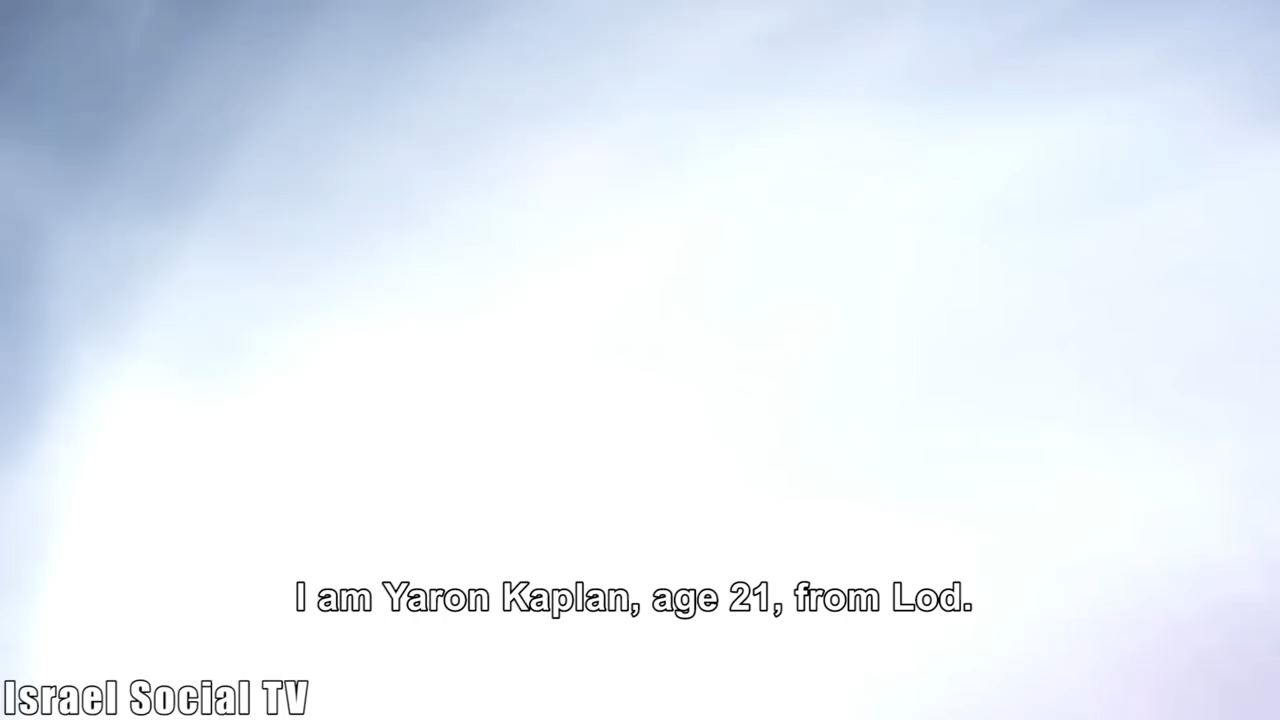 I am Yaron Kaplan, age 21, from Lod.
Israel Social TV